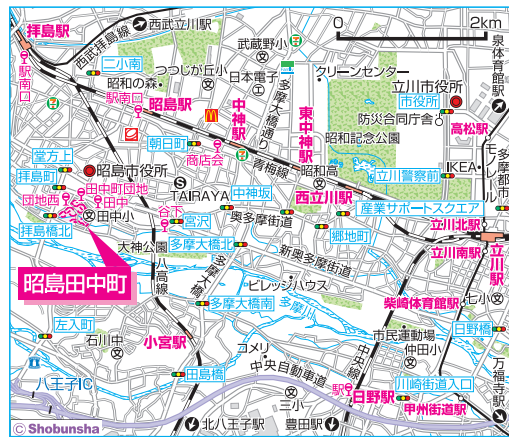 拝島駅
西武拝島線
西武立川駅
駅南口
二小南
つつじが丘小
昭和の森
武蔵野小
日本電子
多摩大橋通り
クリーンセンター
0 2km
泉体育館駅
立川市役所
市役所
防災合同庁舎
高松駅
駅南口
昭島駅
中神駅
東中神駅
昭和記念公園
朝日町
商店会
青梅線
昭和高
立川警察前
IKEA
モノレール
多摩都市
堂方上
昭島市役所
拝島町
田中町団地
団地西
田中
田中小
拝島橋北
TAIRAYA
中神坂
谷下
宮沢
奥多摩街道
西立川駅
産業サポートスクエア
立川北駅
立川駅
立川南駅
郷地町
大神公園
多摩大橋北
新奥多摩街道
昭島田中町
八高線
多摩大橋
ビレッジハウス
多摩川
多摩大橋南
柴崎体育館駅
七小
左入町
石川中
小宮駅
市民運動場
仲田小
日野橋
コメリ
中央自動車道
中央線
八王子IC
田島橋
駅
日野駅
川崎街道入口
甲州街道駅
万福寺駅
三小
北八王子駅
豊田駅
© Shobunsha